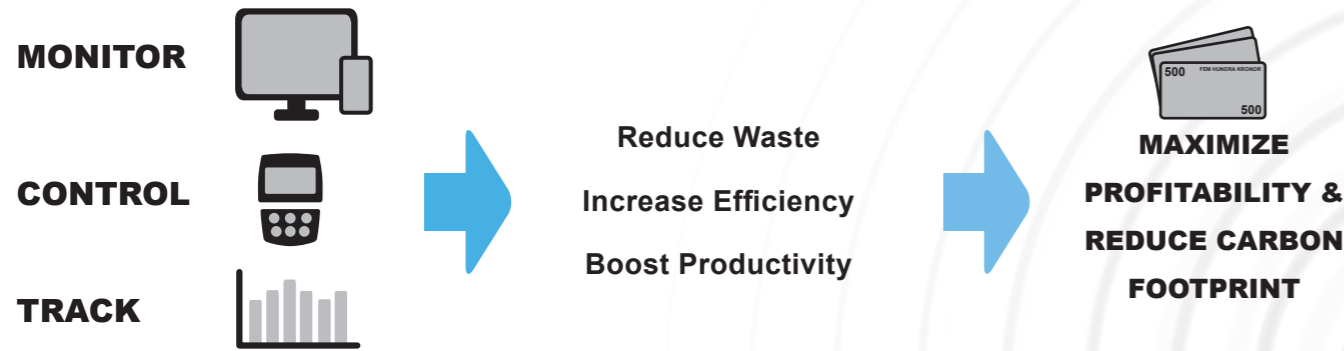 MONITOR
CONTROL
TRACK
Reduce Waste
Increase Efficiency
Boost Productivity
500 FEM HUNDRA KRONOR
500
MAXIMIZE
PROFITABILITY &
REDUCE CARBON
FOOTPRINT